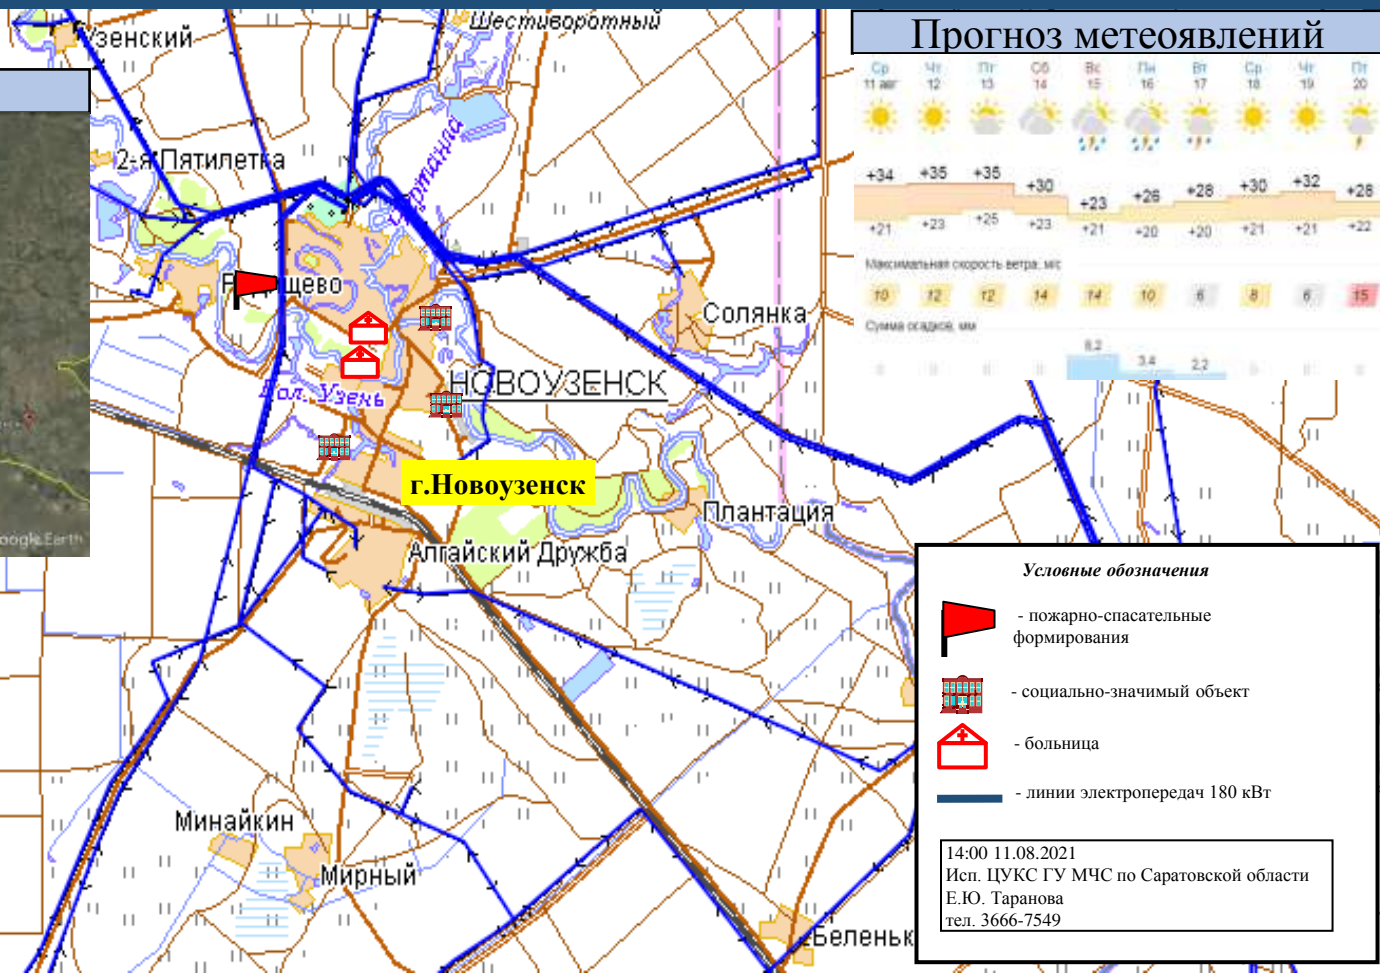 Узенский
Шестиворотный
2-я Пятилетка
щево
Солянка
НОВОУЗЕНСК
Бол. Узень
г.Новоузенск
Плантация
Алгайский Дружба
Минайкин
Мирный
Беленьк
oogle Earth
Прогноз метеоявлений
Ср Чт Пт Сб Вс Пн Вт Ср Чт Пт
11 авг 12 13 14 15 16 17 18 19 20
+34 +35 +35 +30 +23 +26 +28 +30 +32 +28
+21 +23 +25 +23 +21 +20 +20 +21 +21 +22
Максимальная скорость ветра, м/с
10 12 12 14 14 10 6 8 6 15
Сумма осадков, мм
8,2 3,4 2,2
Условные обозначения
- пожарно-спасательные
формирования
- социально-значимый объект
- больница
- линии электропередач 180 кВт
14:00 11.08.2021
Исп. ЦУКС ГУ МЧС по Саратовской области
Е.Ю. Таранова
тел. 3666-7549